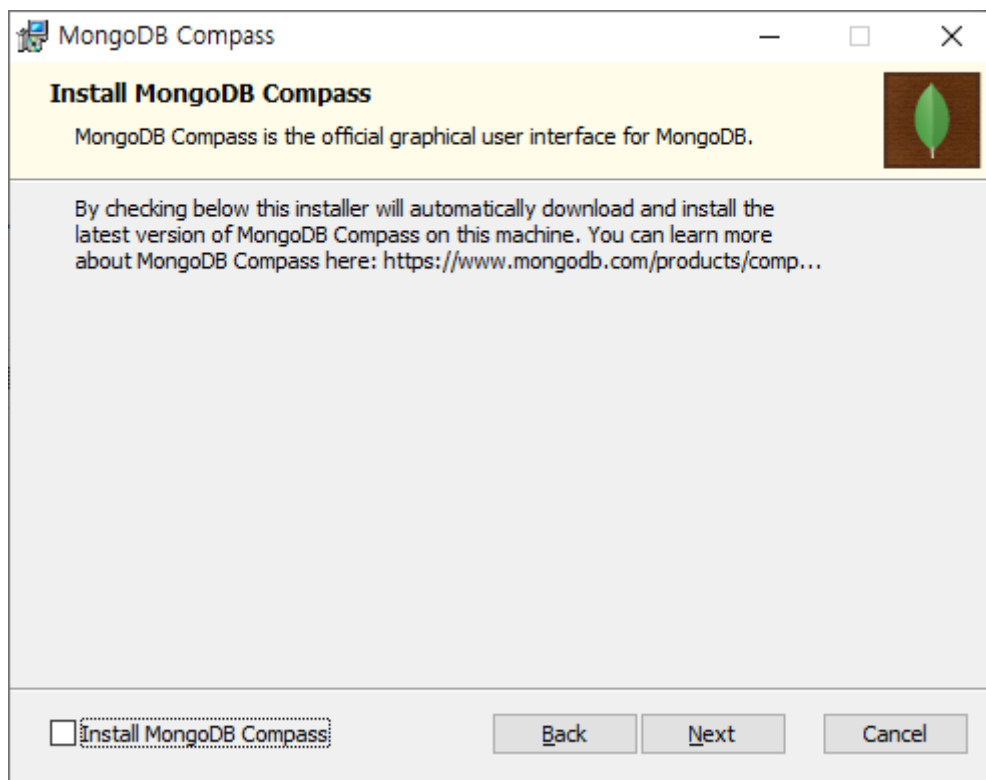 MongoDB Compass
Install MongoDB Compass
MongoDB Compass is the official graphical user interface for MongoDB.
By checking below this installer will automatically download and install the
latest version of MongoDB Compass on this machine. You can learn more
about MongoDB Compass here: https://www.mongodb.com/products/comp...
Install MongoDB Compass
Back
Next
Cancel